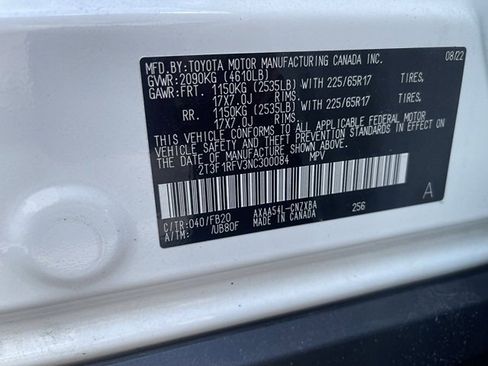 MFD.BY:TOYOTA MOTOR MANUFACTURING CANADA INC. 08/22
GVWR:2090KG (4610LB)
GAWR:FRT. 1150KG (2535LB) WITH 225/65R17 TIRES,
17X7.0J RIMS.
RR. 1150KG (2535LB) WITH 225/65R17 TIRES,
17X7.0J RIMS.
THIS VEHICLE CONFORMS TO ALL APPLICABLE FEDERAL MOTOR
VEHICLE SAFETY AND THEFT PREVENTION STANDARDS IN EFFECT ON
THE DATE OF MANUFACTURE SHOWN ABOVE.
2T3F1RFV3NC300084 MPV
A
C/TR:040/FB20 AXAA54L-CNZXBA 256
A/TM: /UB80F MADE IN CANADA